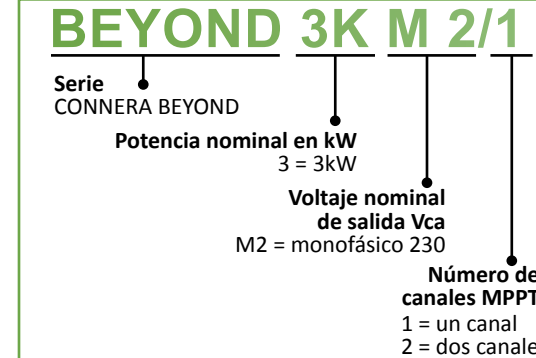 BEYOND 3K M 2/1
Serie
CONNERA BEYOND
Potencia nominal en kW
3 = 3kW
Voltaje nominal
de salida Vca
M2 = monofásico 230
Número de
canales MPPT
1 = un canal
2 = dos canale